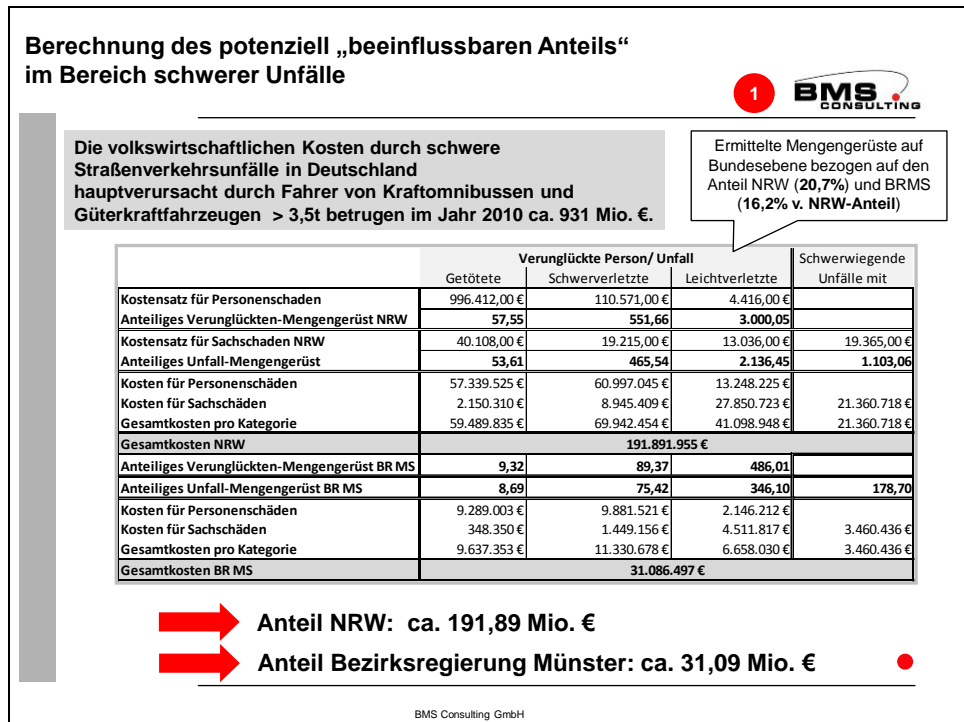 Berechnung des potenziell „beeinflussbaren Anteils“
im Bereich schwerer Unfälle
1
BMS
CONSULTING
Die volkswirtschaftlichen Kosten durch schwere
Straßenverkehrsunfälle in Deutschland
hauptverursacht durch Fahrer von Kraftomnibussen und
Güterkraftfahrzeugen > 3,5t betrugen im Jahr 2010 ca. 931 Mio. €.
Ermittelte Mengengerüste auf
Bundesebene bezogen auf den
Anteil NRW (20,7%) und BRMS
(16,2% v. NRW-Anteil)
Verunglückte Person/ Unfall Schwerwiegende
Getötete Schwerverletzte Leichtverletzte Unfälle mit
Kostensatz für Personenschaden 996.412,00 € 110.571,00 € 4.416,00 €
Anteiliges Verunglückten-Mengengerüst NRW 57,55 551,66 3.000,05
Kostensatz für Sachschaden NRW 40.108,00 € 19.215,00 € 13.036,00 € 19.365,00 €
Anteiliges Unfall-Mengengerüst 53,61 465,54 2.136,45 1.103,06
Kosten für Personenschäden 57.339.525 € 60.997.045 € 13.248.225 €
Kosten für Sachschäden 2.150.310 € 8.945.409 € 27.850.723 € 21.360.718 €
Gesamtkosten pro Kategorie 59.489.835 € 69.942.454 € 41.098.948 € 21.360.718 €
Gesamtkosten NRW 191.891.955 €
Anteiliges Verunglückten-Mengengerüst BR MS 9,32 89,37 486,01
Anteiliges Unfall-Mengengerüst BR MS 8,69 75,42 346,10 178,70
Kosten für Personenschäden 9.289.003 € 9.881.521 € 2.146.212 €
Kosten für Sachschäden 348.350 € 1.449.156 € 4.511.817 € 3.460.436 €
Gesamtkosten pro Kategorie 9.637.353 € 11.330.678 € 6.658.030 € 3.460.436 €
Gesamtkosten BR MS 31.086.497 €
Anteil NRW: ca. 191,89 Mio. €
Anteil Bezirksregierung Münster: ca. 31,09 Mio. €
BMS Consulting GmbH